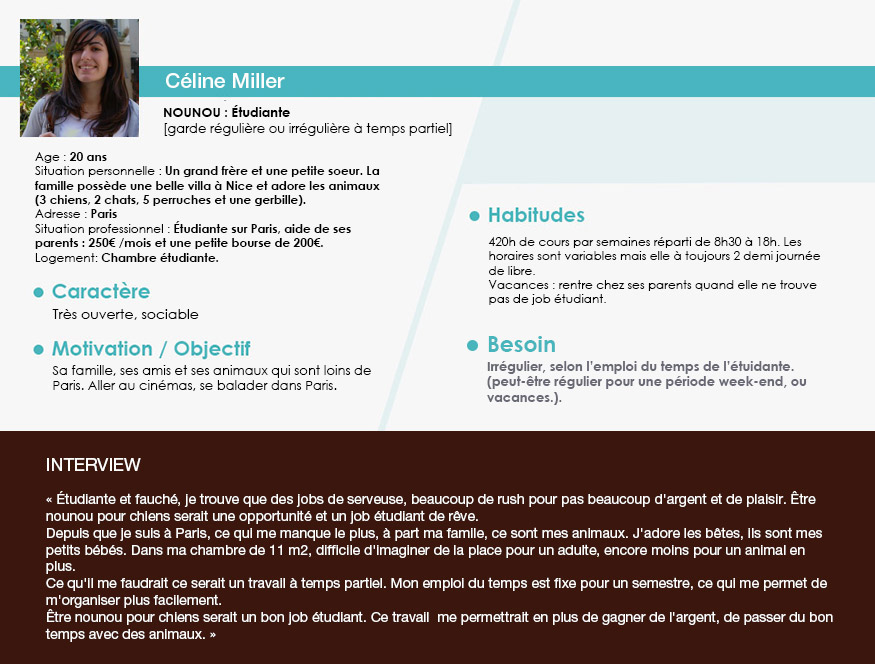 Céline Miller
NOUNOU : Étudiante
[garde régulière ou irrégulière à temps partiel]
Age : 20 ans
Situation personnelle : Un grand frère et une petite soeur. La
famille possède une belle villa à Nice et adore les animaux
(3 chiens, 2 chats, 5 perruches et une gerbille).
Adresse : Paris
Situation professionnel : Étudiante sur Paris, aide de ses
parents : 250€ /mois et une petite bourse de 200€.
Logement: Chambre étudiante.
Caractère
Très ouverte, sociable
Motivation / Objectif
Sa famille, ses amis et ses animaux qui sont loins de
Paris. Aller au cinémas, se balader dans Paris.
Habitudes
420h de cours par semaines réparti de 8h30 à 18h. Les
horaires sont variables mais elle à toujours 2 demi journée
de libre.
Vacances : rentre chez ses parents quand elle ne trouve
pas de job étudiant.
Besoin
Irrégulier, selon l'emploi du temps de l'étuidante.
(peut-être régulier pour une période week-end, ou
vacances.).
INTERVIEW
« Étudiante et fauché, je trouve que des jobs de serveuse, beaucoup de rush pour pas beaucoup d'argent et de plaisir. Être
nounou pour chiens serait une opportunité et un job étudiant de rêve.
Depuis que je suis à Paris, ce qui me manque le plus, à part ma famile, ce sont mes animaux. J'adore les bêtes, ils sont mes
petits bébés. Dans ma chambre de 11 m2, difficile d'imaginer de la place pour un adulte, encore moins pour un animal en
plus.
Ce qu'il me faudrait ce serait un travail à temps partiel. Mon emploi du temps est fixe pour un semestre, ce qui me permet de
m'organiser plus facilement.
Être nounou pour chiens serait un bon job étudiant. Ce travail  me permettrait en plus de gagner de l'argent, de passer du bon
temps avec des animaux. »